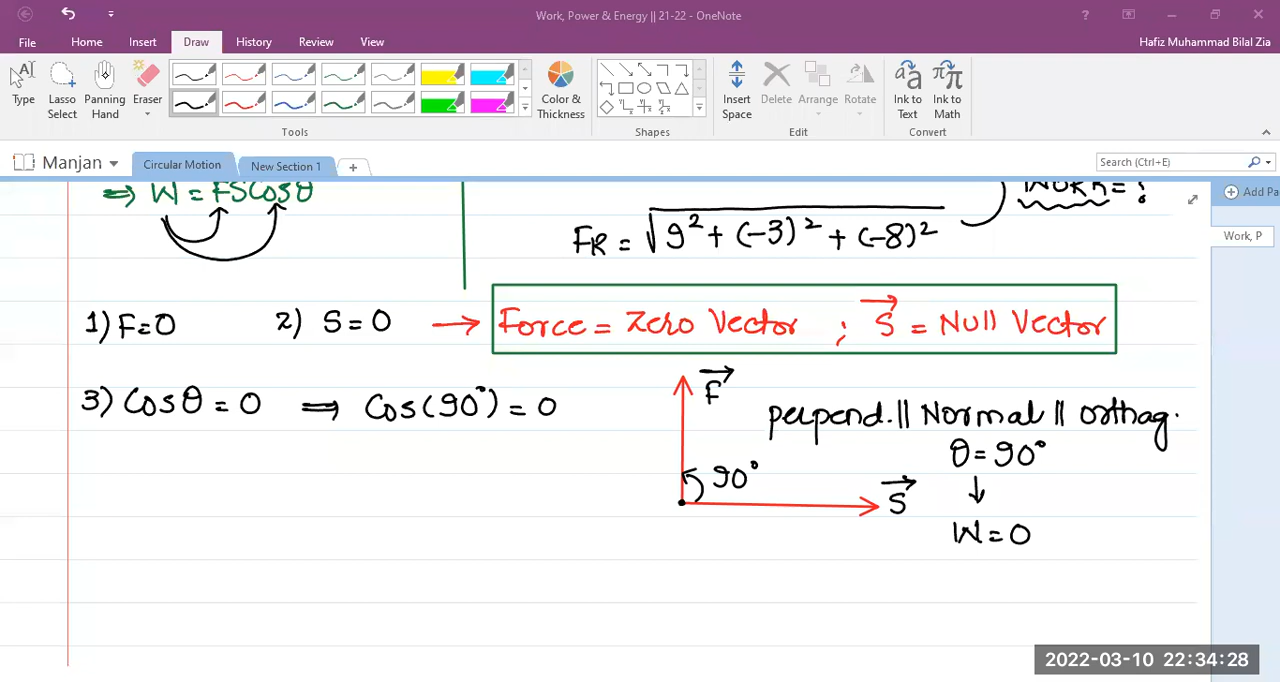 Work, Power & Energy || 21-22 - OneNote
?
Hafiz Muhammad Bilal Zia
File Home Insert Draw History Review View
Type Lasso Select Panning Hand Eraser Color & Thickness Insert Space Delete Arrange Rotate Ink to Text Ink to Math
Tools Shapes Edit Convert
Manjan Circular Motion New Section 1 Search (Ctrl+E)
Add Pa
Work, P
⇒ W = FS Cosθ
Work = ?
FR = √9² + (-3)² + (-8)²
1) F=0 2) S=0 → Force = Zero Vector ; S⃗ = Null Vector
3) Cosθ = 0 ⇒ Cos(90°) = 0
F⃗
perpend. || Normal || orthag.
θ = 90°
90°
S⃗
↓
W = 0
2022-03-10 22:34:28